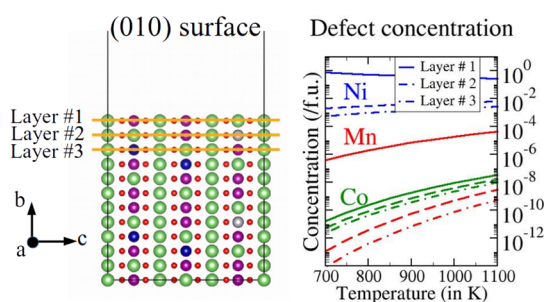 (010) surface
Layer #1
Layer #2
Layer #3
b
a
c
Defect concentration
Layer # 1
Layer # 2
Layer # 3
Ni
Mn
Co
Concentration (/f.u.)
10^0
10^-2
10^-4
10^-6
10^-8
10^-10
10^-12
700 800 900 1000 1100
Temperature (in K)